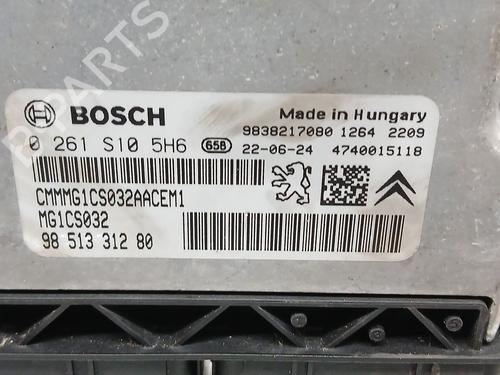 BOSCH
Made in Hungary
9838217080 1264 2209
0 261 S10 5H6 658 22-06-24 4740015118
CMMMG1CS032AACEM1
MG1CS032
98 513 312 80
B PARTS